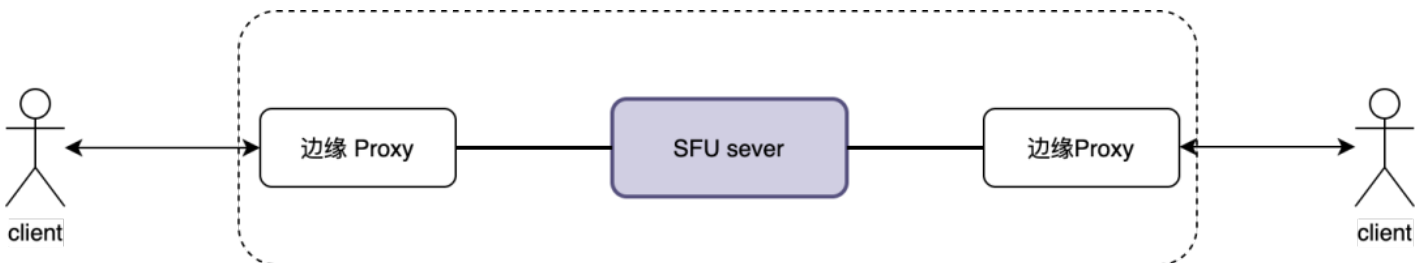 边缘 Proxy
SFU sever
边缘Proxy
client
client